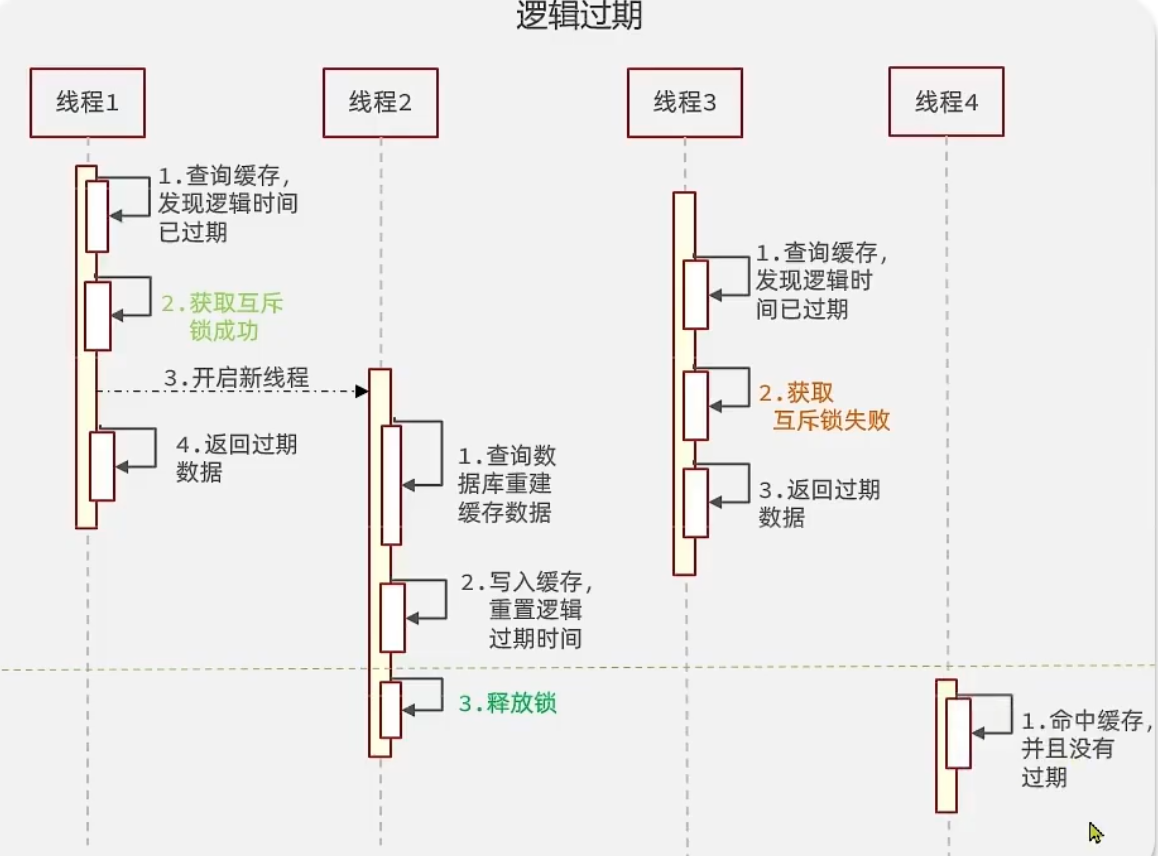 逻辑过期
线程1
线程2
线程3
线程4
1.查询缓存，
发现逻辑时间
已过期
2.获取互斥
锁成功
3.开启新线程
4.返回过期
数据
1.查询数
据库重建
缓存数据
2.写入缓存，
重置逻辑
过期时间
3.释放锁
1.查询缓存，
发现逻辑时
间已过期
2.获取
互斥锁失败
3.返回过期
数据
1.命中缓存，
并且没有
过期